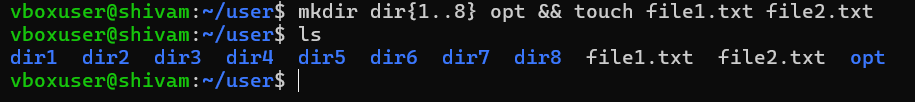 vboxuser@shivam:~/user$ mkdir dir{1..8} opt && touch file1.txt file2.txt
vboxuser@shivam:~/user$ ls
dir1  dir2  dir3  dir4  dir5  dir6  dir7  dir8  file1.txt  file2.txt  opt
vboxuser@shivam:~/user$